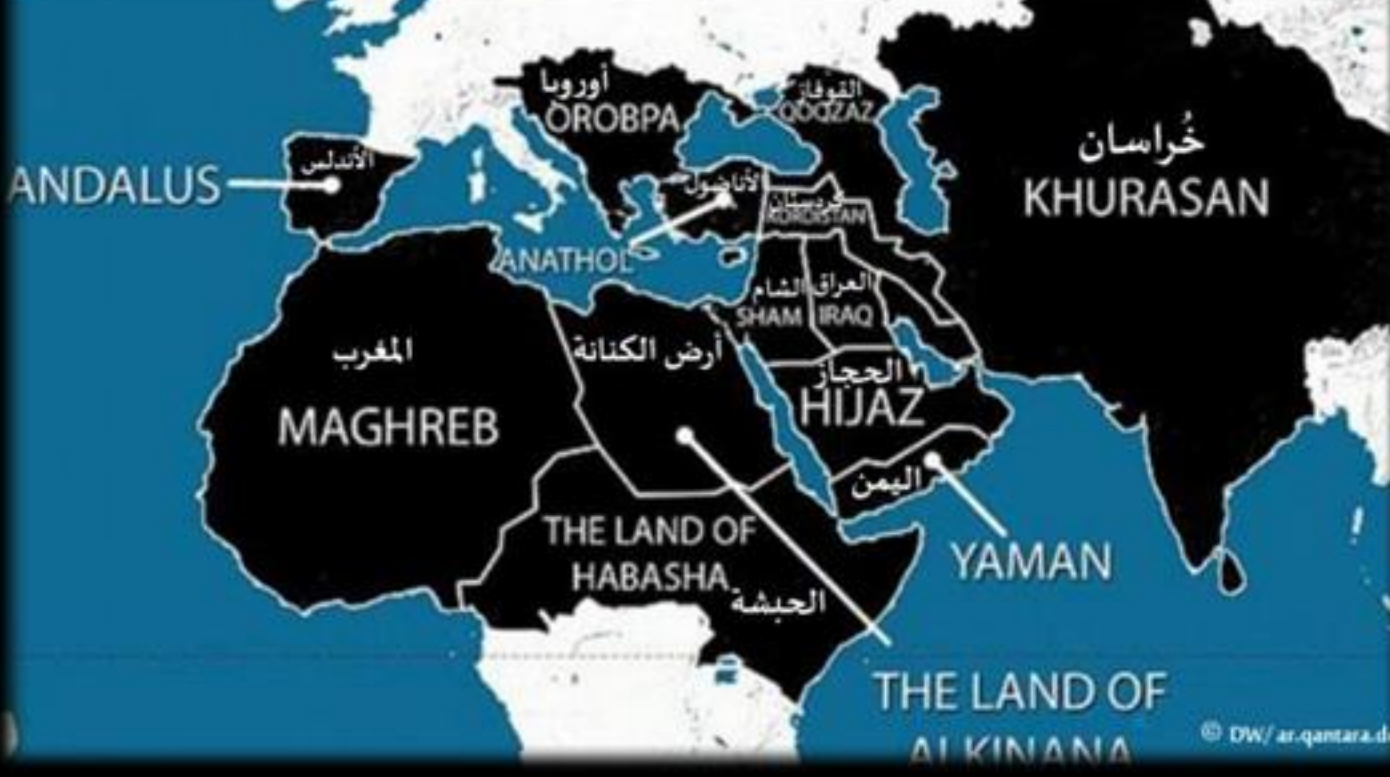 أوروبا
OROBPA
القوقاز
QOQZAZ
خُراسان
KHURASAN
الأندلس
ANDALUS
الأناضول
ANATHOL
كردستان
KORDISTAN
الشام
SHAM
العراق
IRAQ
المغرب
MAGHREB
أرض الكنانة
الحجاز
HIJAZ
اليمن
YAMAN
THE LAND OF
HABASHA
الحبشة
THE LAND OF
ALKINANA
© DW/ar.qantara.de